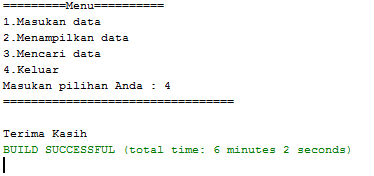 =========Menu==========
1.Masukan data
2.Menampilkan data
3.Mencari data
4.Keluar
Masukan pilihan Anda : 4
=================================
Terima Kasih
BUILD SUCCESSFUL (total time: 6 minutes 2 seconds)